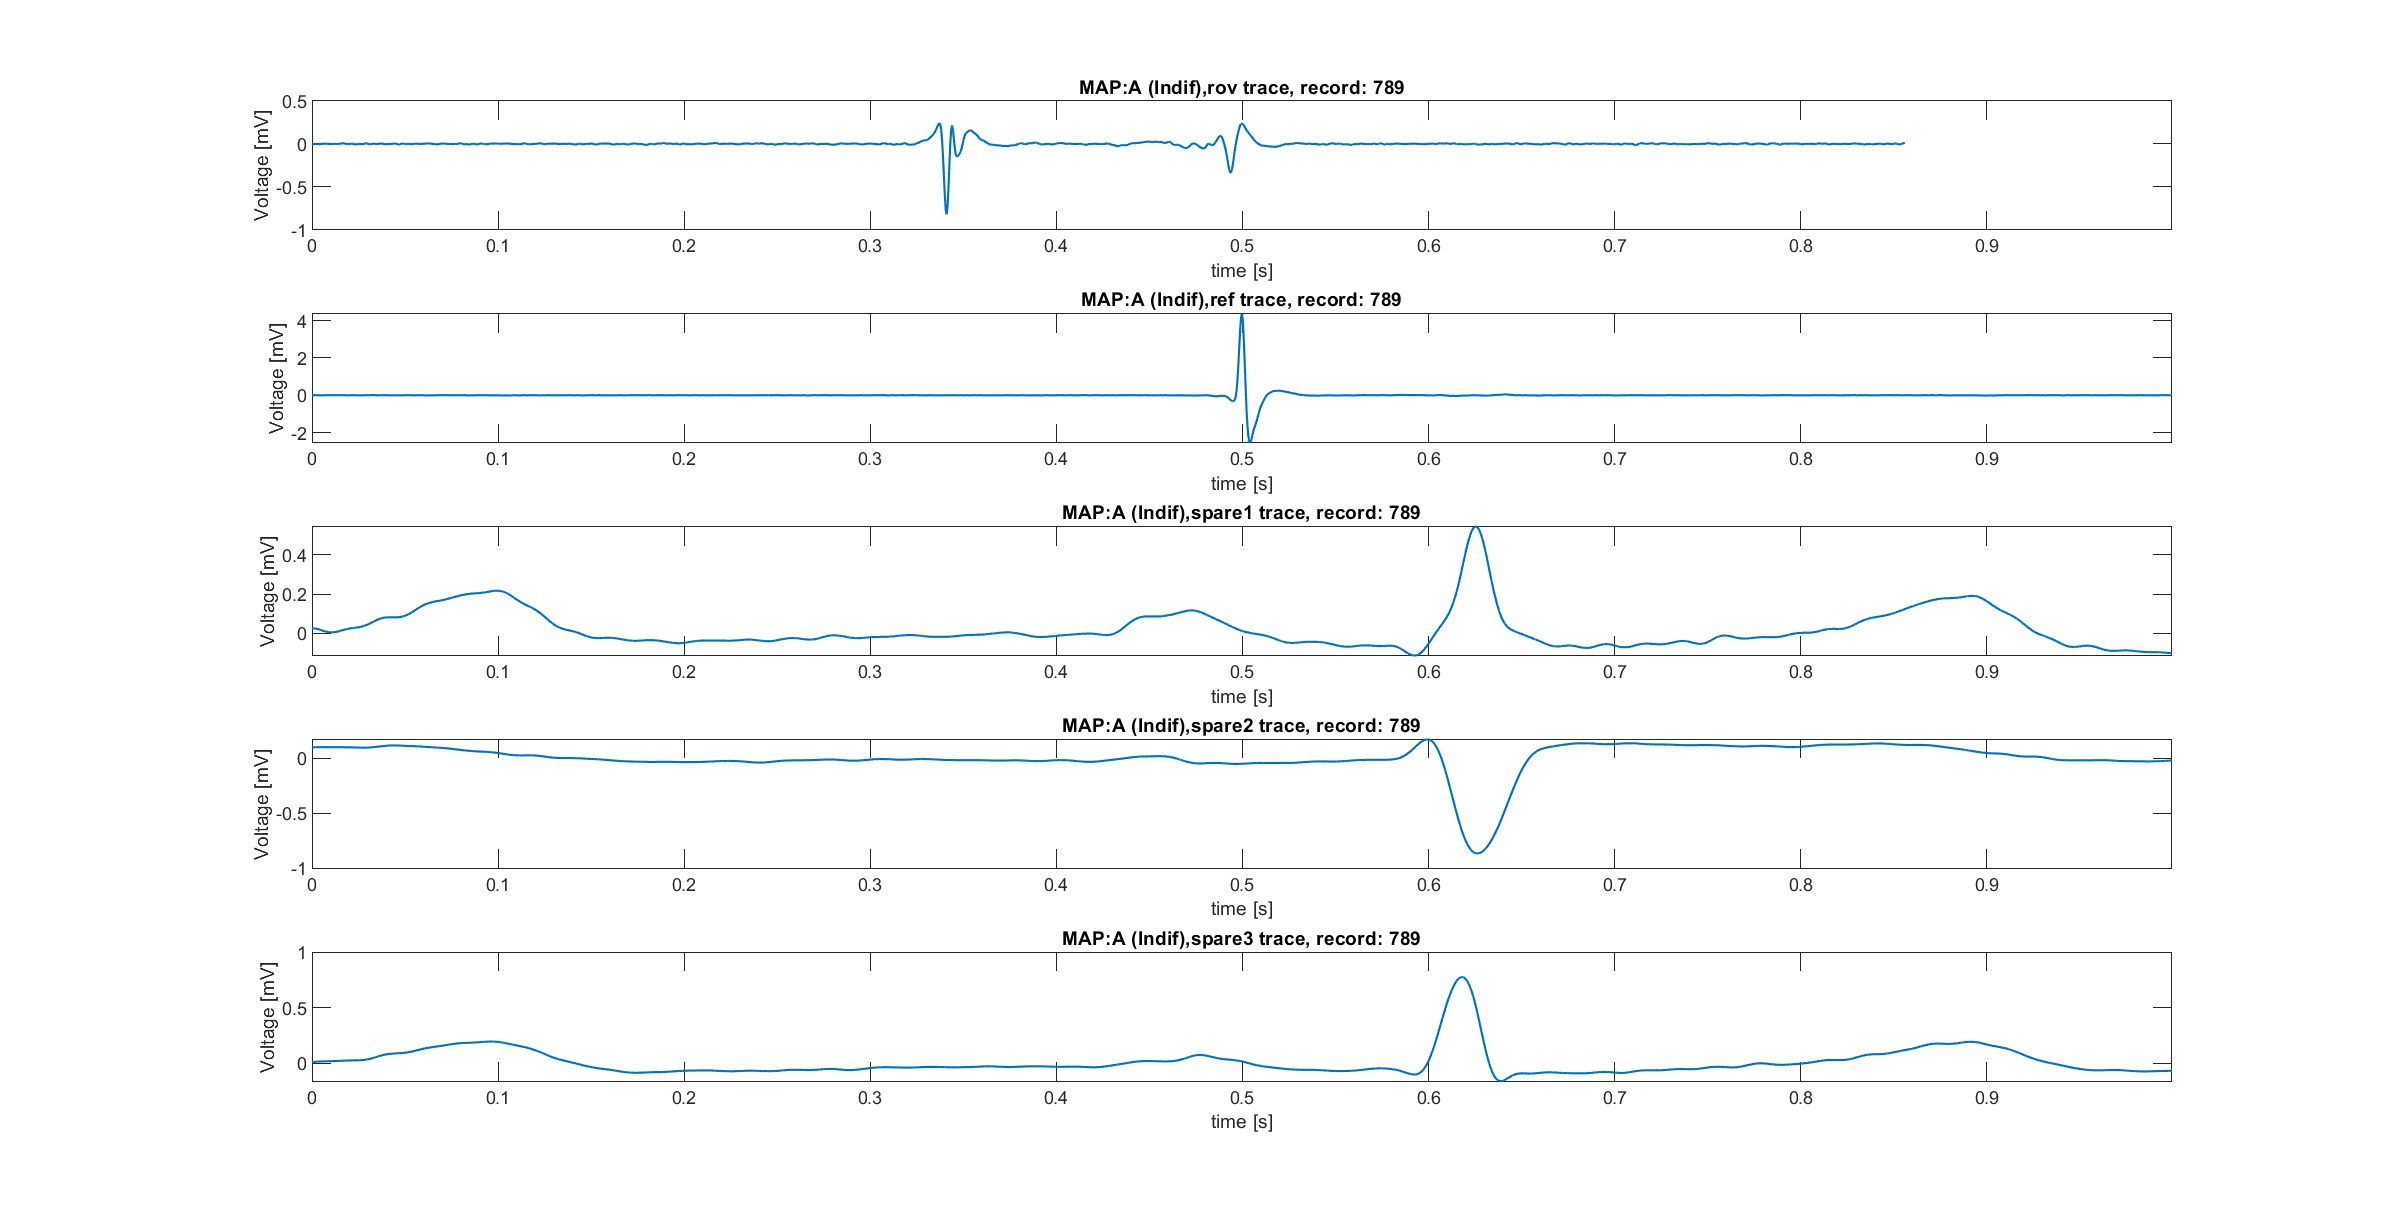 MAP:A (Indif),rov trace, record: 789
Voltage [mV]
0.5
0
-0.5
-1
0 0.1 0.2 0.3 0.4 0.5 0.6 0.7 0.8 0.9
time [s]
MAP:A (Indif),ref trace, record: 789
Voltage [mV]
4
2
0
-2
0 0.1 0.2 0.3 0.4 0.5 0.6 0.7 0.8 0.9
time [s]
MAP:A (Indif),spare1 trace, record: 789
Voltage [mV]
0.4
0.2
0
0 0.1 0.2 0.3 0.4 0.5 0.6 0.7 0.8 0.9
time [s]
MAP:A (Indif),spare2 trace, record: 789
Voltage [mV]
0
-0.5
-1
0 0.1 0.2 0.3 0.4 0.5 0.6 0.7 0.8 0.9
time [s]
MAP:A (Indif),spare3 trace, record: 789
Voltage [mV]
1
0.5
0
0 0.1 0.2 0.3 0.4 0.5 0.6 0.7 0.8 0.9
time [s]